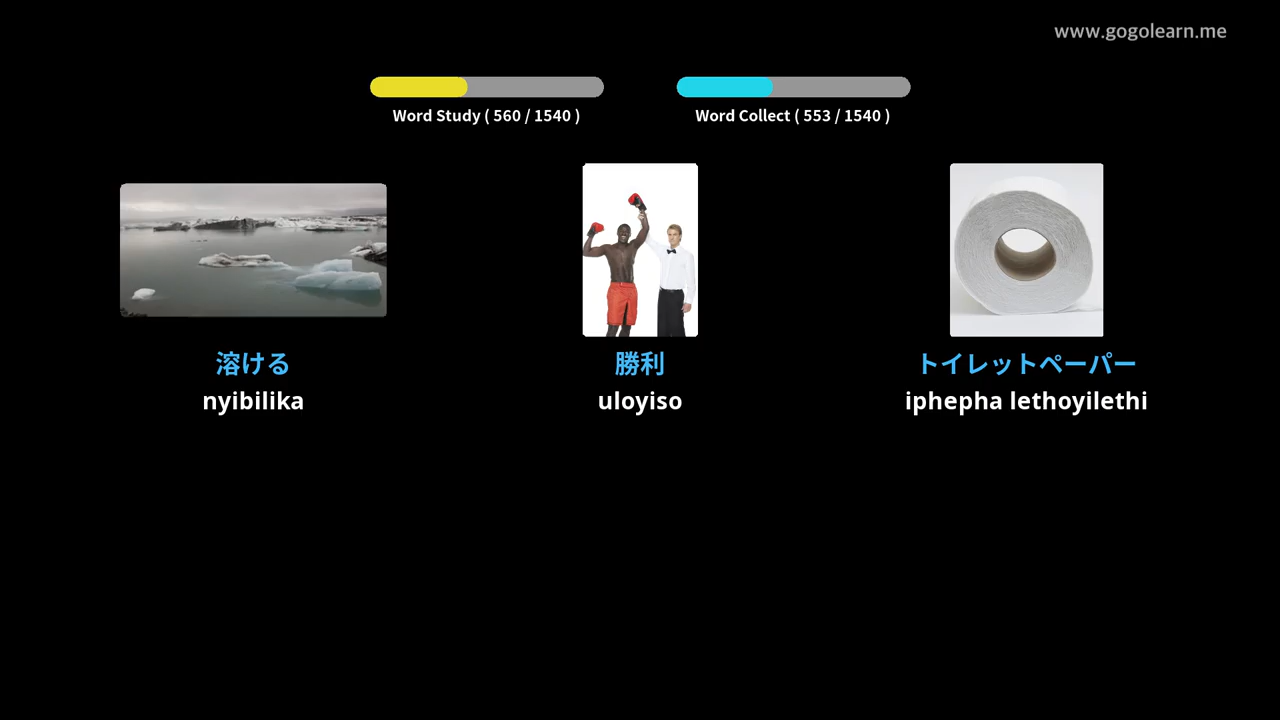 www.gogolearn.me
Word Study ( 560 / 1540 )
Word Collect ( 553 / 1540 )
溶ける
勝利
トイレットペーパー
nyibilika
uloyiso
iphepha lethoyilethi